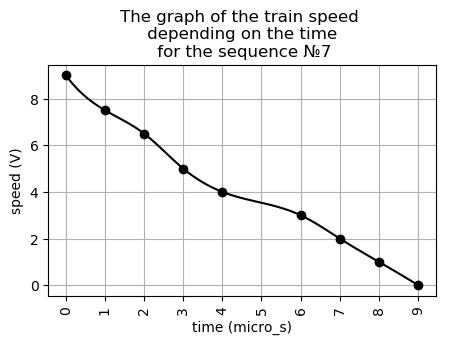 The graph of the train speed
depending on the time
for the sequence №7
speed (V)
8
6
4
2
0
0 1 2 3 4 5 6 7 8 9
time (micro_s)